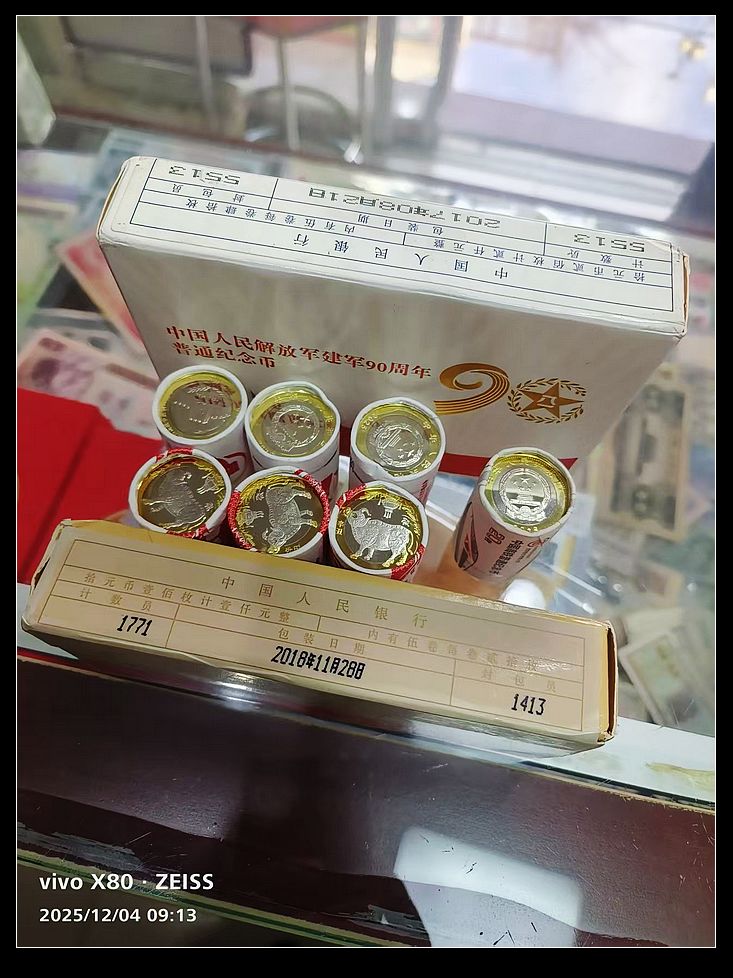 中国人民银行
拾元币贰佰枚计贰仟元整
内有伍卷每卷肆拾枚
计数员
5513
包装日期
2017年08月21日
封包员
5513
中国人民解放军建军90周年
普通纪念币
90
八一
中国人民银行
拾元币壹佰枚计壹仟元整
内有伍卷每卷贰拾枚
计数员
1771
包装日期
2018年11月28日
封包员
1413
vivo X80 · ZEISS
2025/12/04 09:13